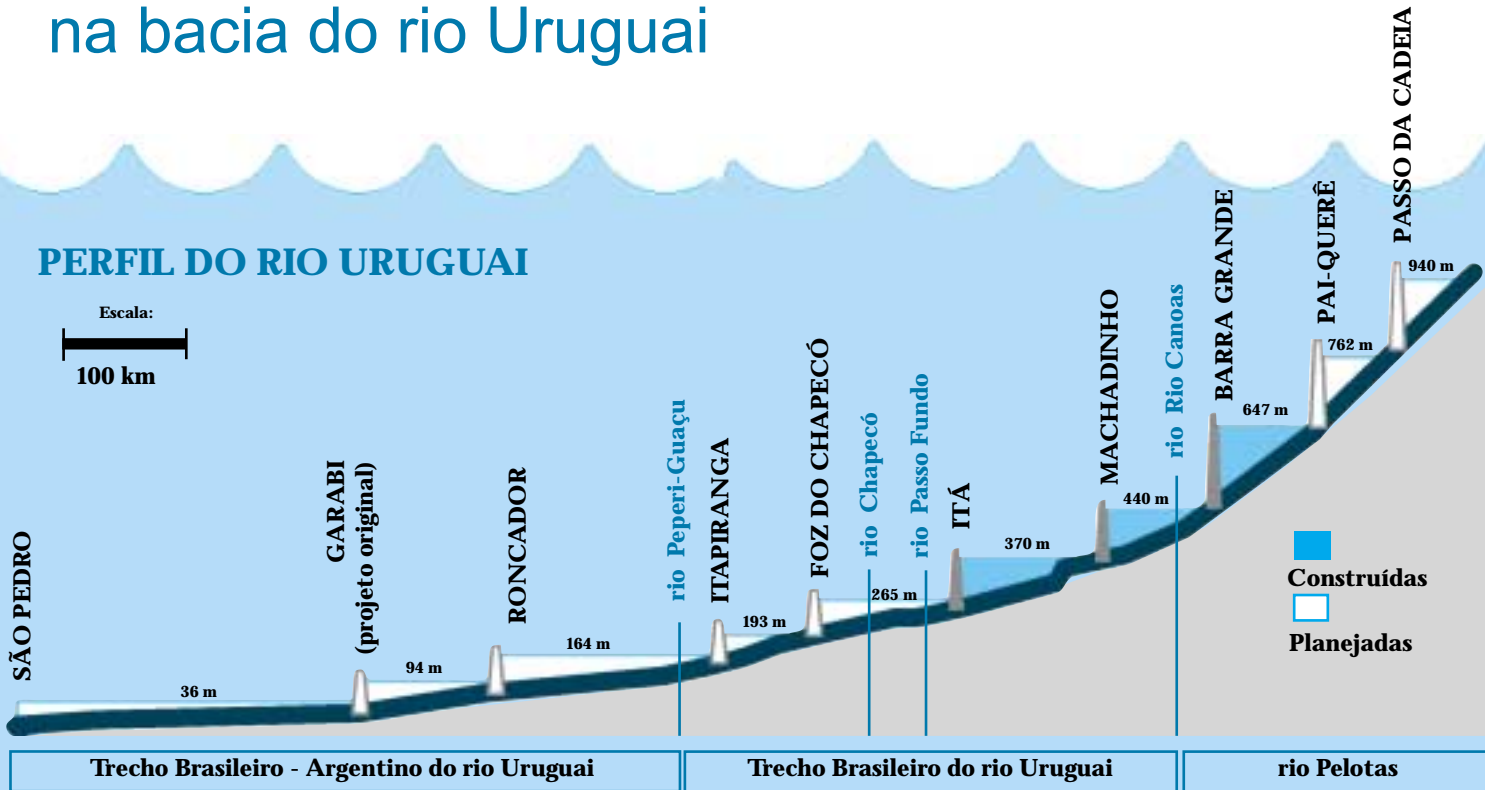 na bacia do rio Uruguai
PERFIL DO RIO URUGUAI
Escala:
100 km
SÃO PEDRO
36 m
GARABI
(projeto original)
94 m
RONCADOR
164 m
rio Peperi-Guaçu
ITAPIRANGA
193 m
FOZ DO CHAPECÓ
rio Chapecó
265 m
rio Passo Fundo
ITÁ
370 m
MACHADINHO
440 m
rio Rio Canoas
BARRA GRANDE
647 m
PAI-QUERÊ
762 m
PASSO DA CADEIA
940 m
Construídas
Planejadas
Trecho Brasileiro - Argentino do rio Uruguai
Trecho Brasileiro do rio Uruguai
rio Pelotas